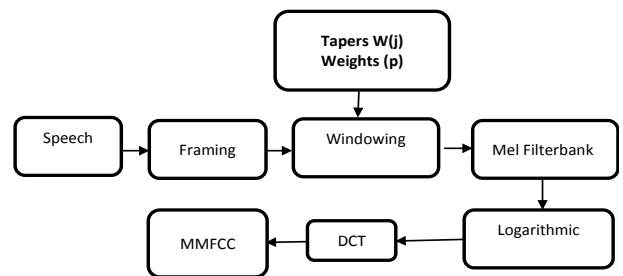 Tapers W(j)
Weights (p)
Speech
Framing
Windowing
Mel Filterbank
Logarithmic
DCT
MMFCC